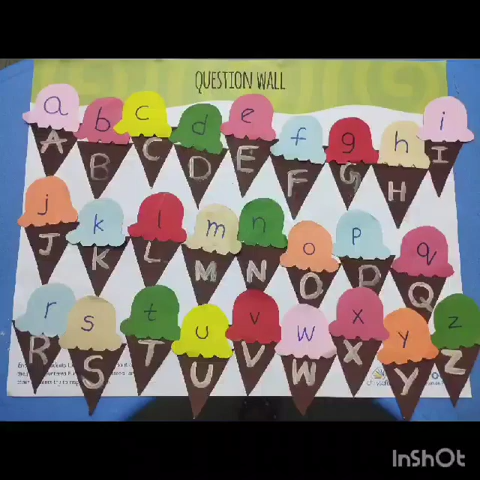 QUESTION WALL
a b c d e f g h i
A B C D E F G H I
j k l m n o p q
J K L M N O P Q
r s t u v w x y z
R S T U V W X Y Z
InShOt